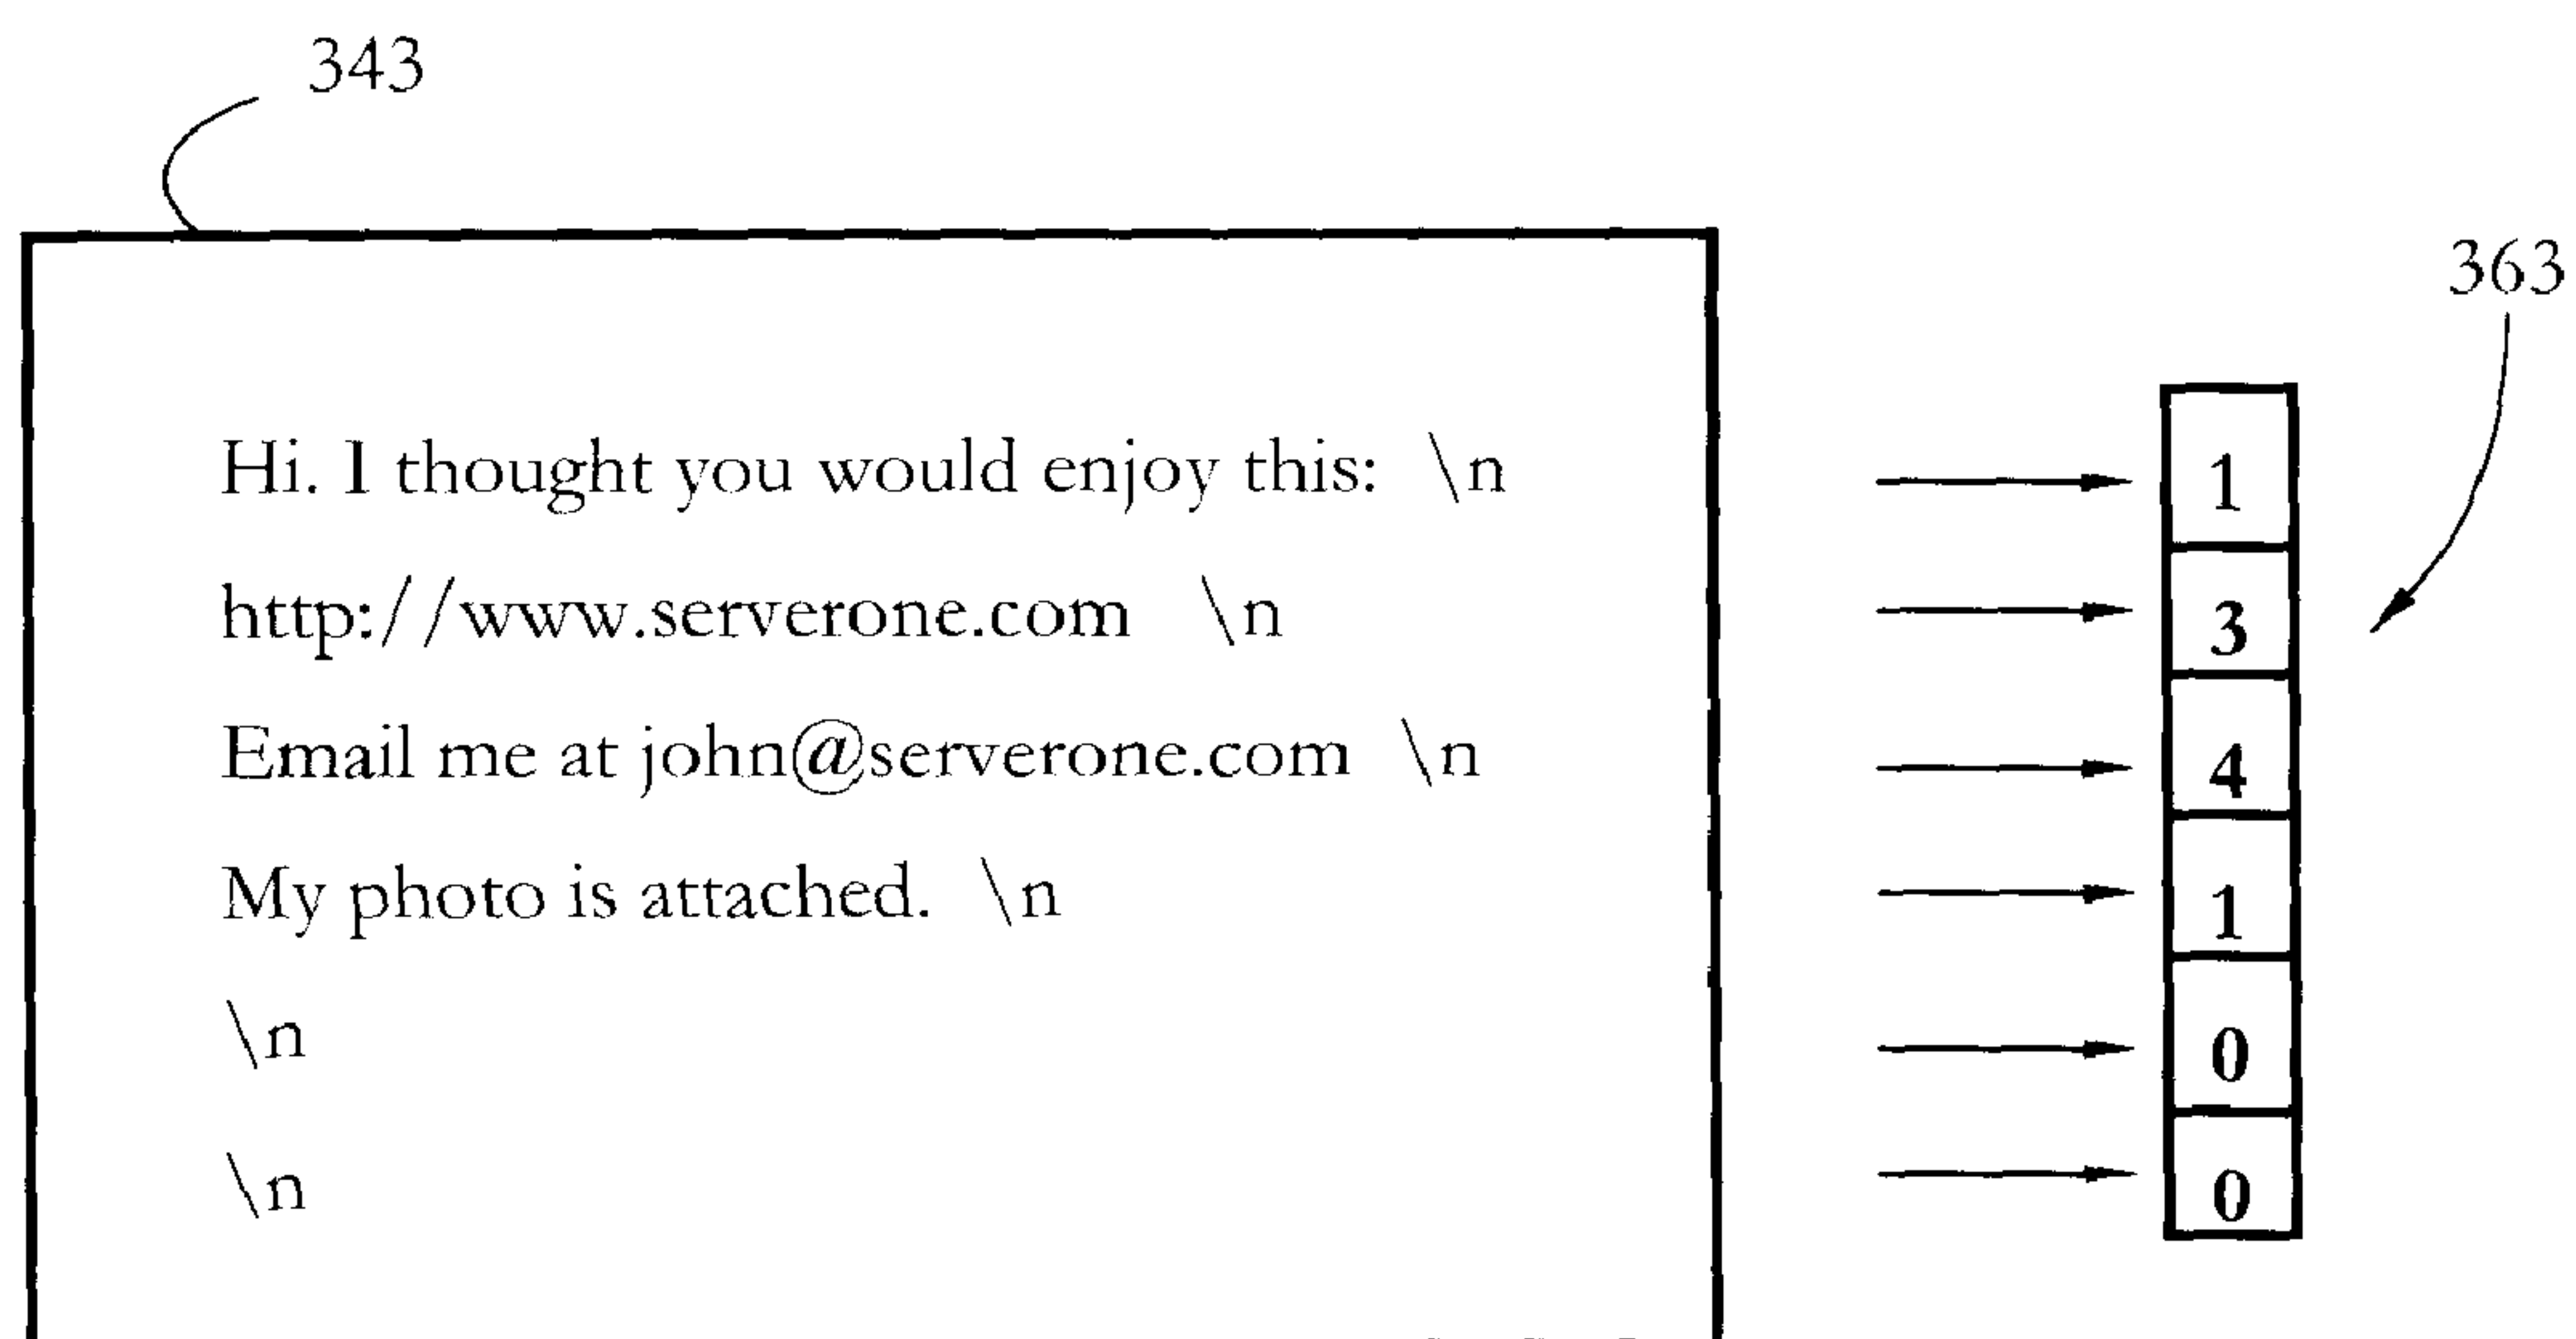 343
363
Hi. I thought you would enjoy this: \n
http://www.serverone.com \n
Email me at john@serverone.com \n
My photo is attached. \n
\n
\n
1
3
4
1
0
0